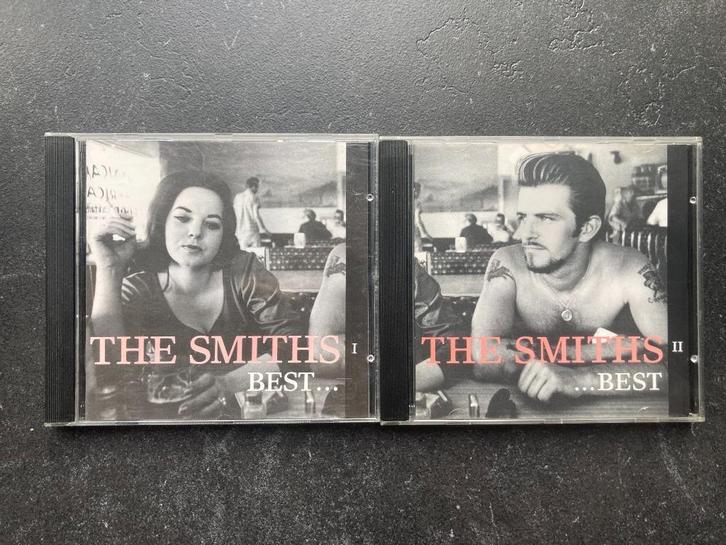 THE SMITHS I
BEST...
THE SMITHS II
...BEST